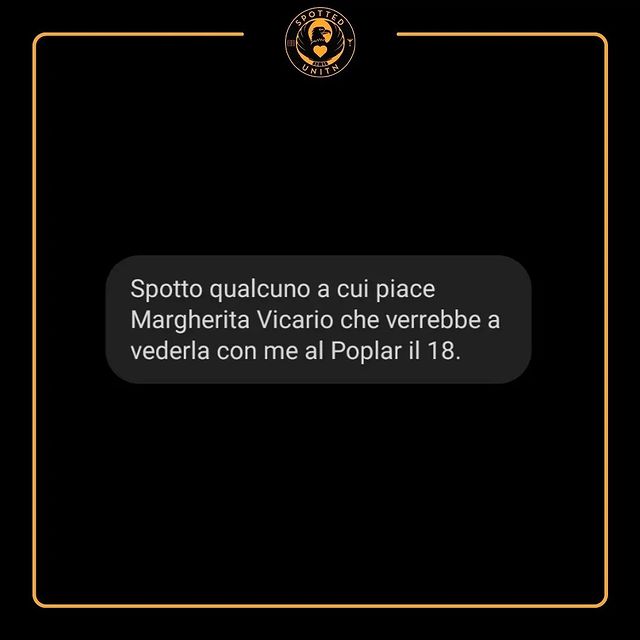 SPOTTED
UNITN
Spotto qualcuno a cui piace
Margherita Vicario che verrebbe a
vederla con me al Poplar il 18.